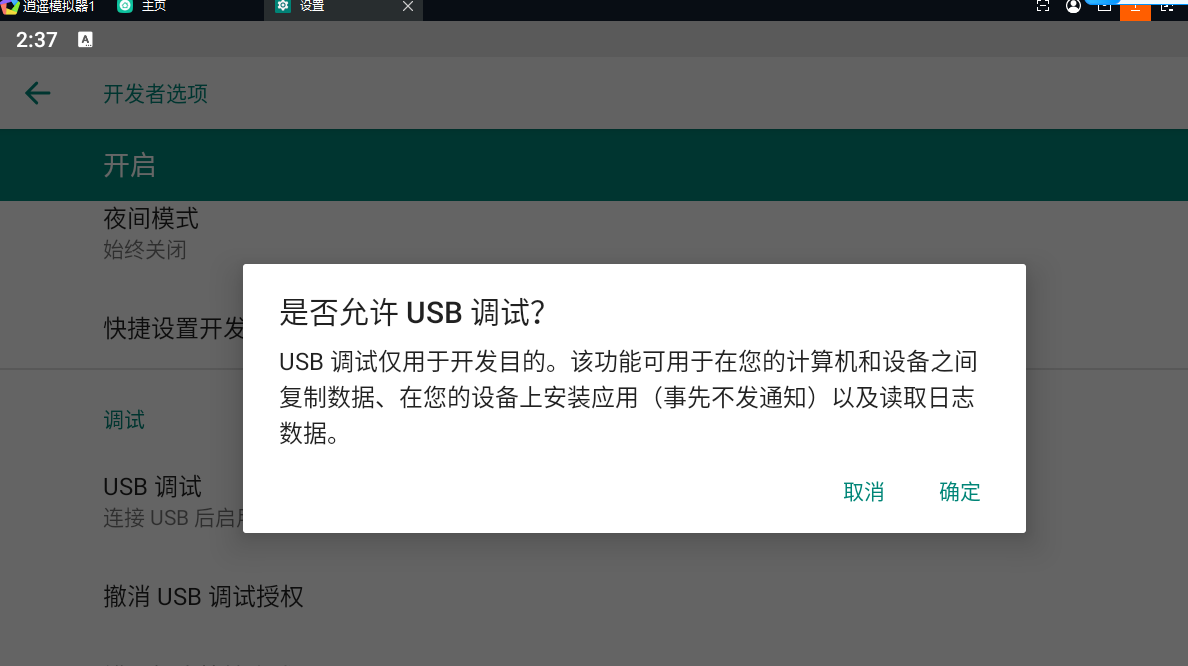 逍遥模拟器1 主页 设置
2:37 A
开发者选项
开启
夜间模式
始终关闭
快捷设置开发
是否允许 USB 调试?
USB 调试仅用于开发目的。该功能可用于在您的计算机和设备之间
复制数据、在您的设备上安装应用（事先不发通知）以及读取日志
数据。
取消 确定
调试
USB 调试
连接 USB 后启
撤消 USB 调试授权